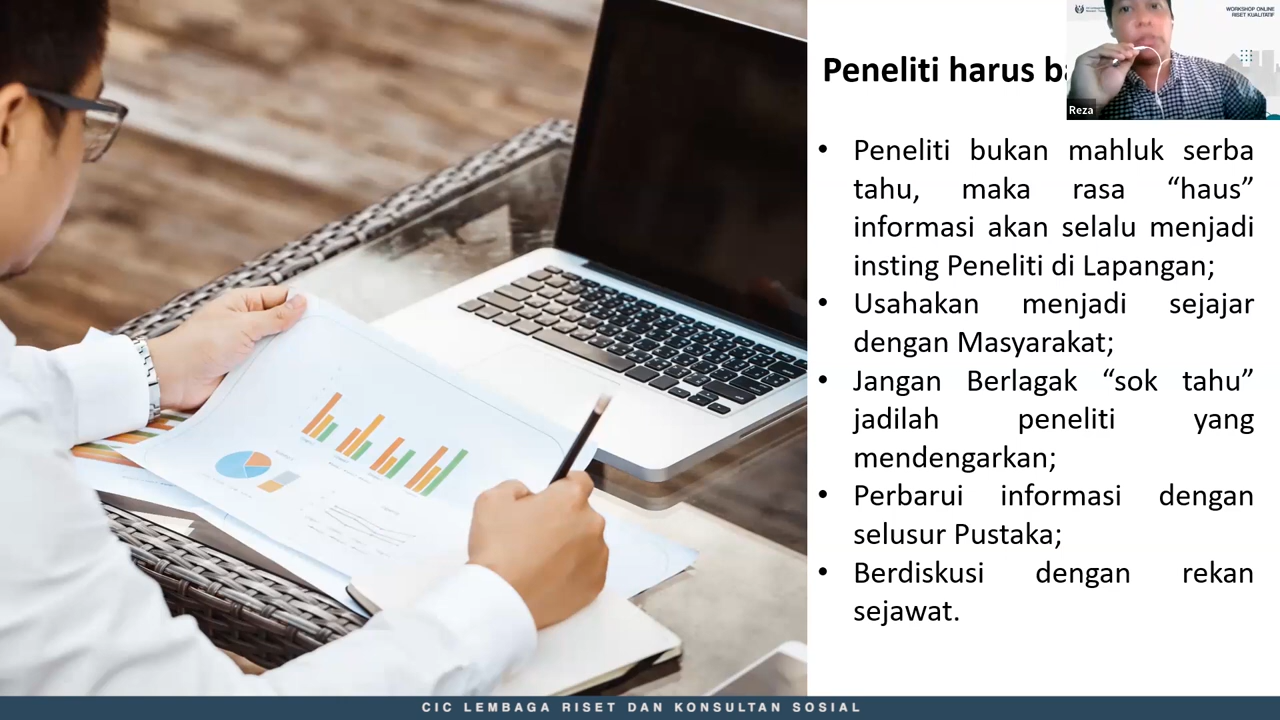 WORKSHOP ONLINE
RISET KUALITATIF
Peneliti harus
Reza
• Peneliti bukan mahluk serba
tahu, maka rasa “haus”
informasi akan selalu menjadi
insting Peneliti di Lapangan;
• Usahakan menjadi sejajar
dengan Masyarakat;
• Jangan Berlagak “sok tahu”
jadilah peneliti yang
mendengarkan;
• Perbarui informasi dengan
selusur Pustaka;
• Berdiskusi dengan rekan
sejawat.
CIC LEMBAGA RISET DAN KONSULTAN SOSIAL